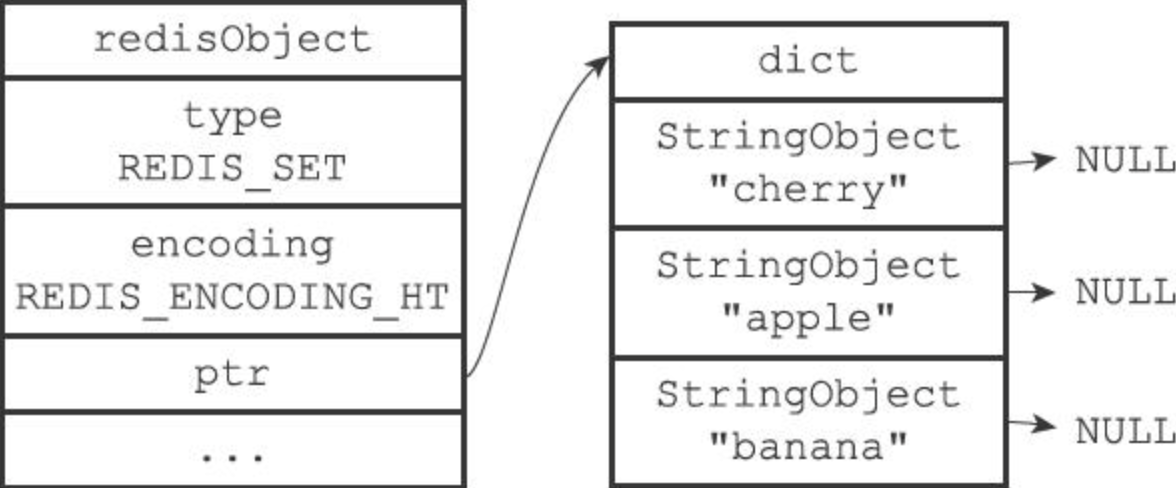 redisObject
type
REDIS_SET
encoding
REDIS_ENCODING_HT
ptr
...
dict
StringObject
"cherry"
NULL
StringObject
"apple"
NULL
StringObject
"banana"
NULL